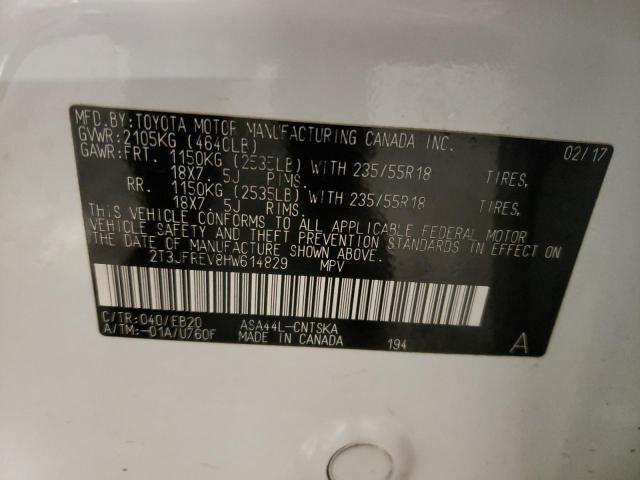 MFD.BY:TOYOTA MOTOR MANUFACTURING CANADA INC.
GVWR:2105KG (4640LB) 02/17
GAWR:FRT. 1150KG (2535LB) WITH 235/55R18 TIRES,
18X7.5J RIMS.
RR. 1150KG (2535LB) WITH 235/55R18 TIRES,
18X7.5J RIMS.
THIS VEHICLE CONFORMS TO ALL APPLICABLE FEDERAL MOTOR
VEHICLE SAFETY AND THEFT PREVENTION STANDARDS IN EFFECT ON
THE DATE OF MANUFACTURE SHOWN ABOVE.
2T3JFREV8HW614829 MPV
C/TR:040/EB20 ASA44L-CNTSKA
A/TM:-01A/U760F MADE IN CANADA 194 A